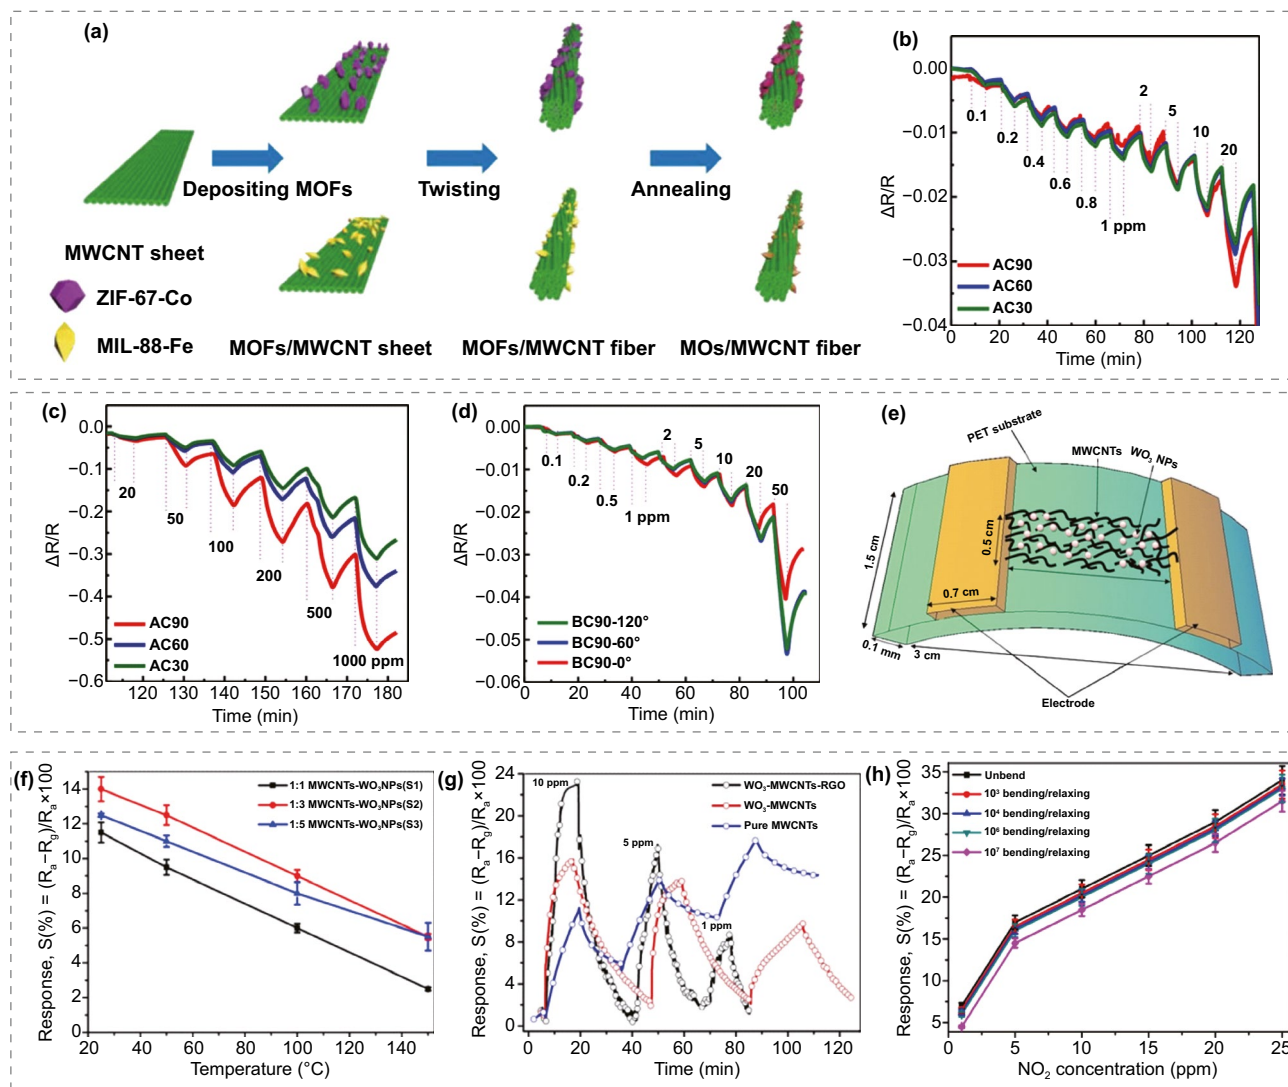 (a)
Depositing MOFs
Twisting
Annealing
MWCNT sheet
ZIF-67-Co
MIL-88-Fe
MOFs/MWCNT sheet
MOFs/MWCNT fiber
MOs/MWCNT fiber
(b)
0.00
−0.01
−0.02
−0.03
−0.04
ΔR/R
0.1
0.2
0.4
0.6
0.8
1 ppm
2
5
10
20
AC90
AC60
AC30
0
20
40
60
80
100
120
Time (min)
(c)
0.0
−0.1
−0.2
−0.3
−0.4
−0.5
−0.6
ΔR/R
20
50
100
200
500
1000 ppm
AC90
AC60
AC30
120
130
140
150
160
170
180
Time (min)
(d)
0.00
−0.01
−0.02
−0.03
−0.04
−0.05
−0.06
ΔR/R
0.1
0.2
0.5
1 ppm
2
5
10
20
50
BC90-120°
BC90-60°
BC90-0°
0
20
40
60
80
100
Time (min)
(e)
PET substrate
MWCNTs
WO₃ NPs
1.5 cm
0.5 cm
0.7 cm
0.1 mm
3 cm
Electrode
(f)
Response, S(%) = (Rₐ−R_g)/Rₐ×100
14
12
10
8
6
4
2
0
1:1 MWCNTs-WO₃NPs(S1)
1:3 MWCNTs-WO₃NPs(S2)
1:5 MWCNTs-WO₃NPs(S3)
20
40
60
80
100
120
140
Temperature (°C)
(g)
Response, S(%) = (Rₐ−R_g)/Rₐ×100
24
20
16
12
8
4
0
10 ppm
5 ppm
1 ppm
WO₃-MWCNTs-RGO
WO₃-MWCNTs
Pure MWCNTs
0
20
40
60
80
100
120
Time (min)
(h)
Response, S(%) = (Rₐ−R_g)/Rₐ×100
35
30
25
20
15
10
5
Unbend
10³ bending/relaxing
10⁴ bending/relaxing
10⁶ bending/relaxing
10⁷ bending/relaxing
5
10
15
20
25
NO₂ concentration (ppm)